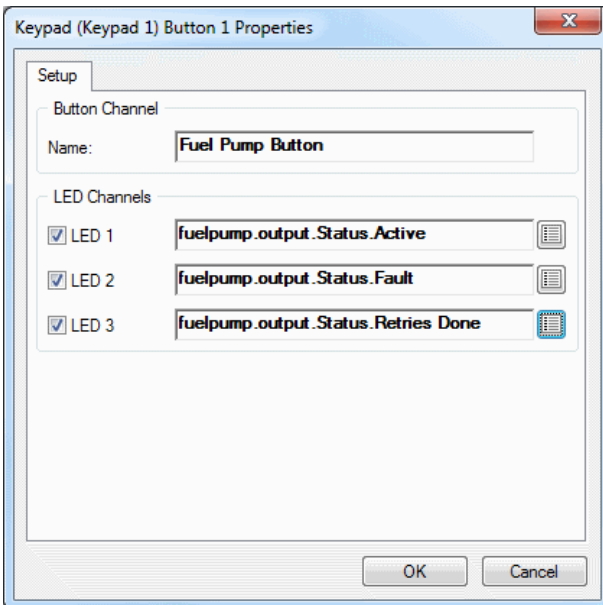 Keypad (Keypad 1) Button 1 Properties
Setup
Button Channel
Name: Fuel Pump Button
LED Channels
LED 1 fuelpump.output.Status.Active
LED 2 fuelpump.output.Status.Fault
LED 3 fuelpump.output.Status.Retries Done
OK Cancel